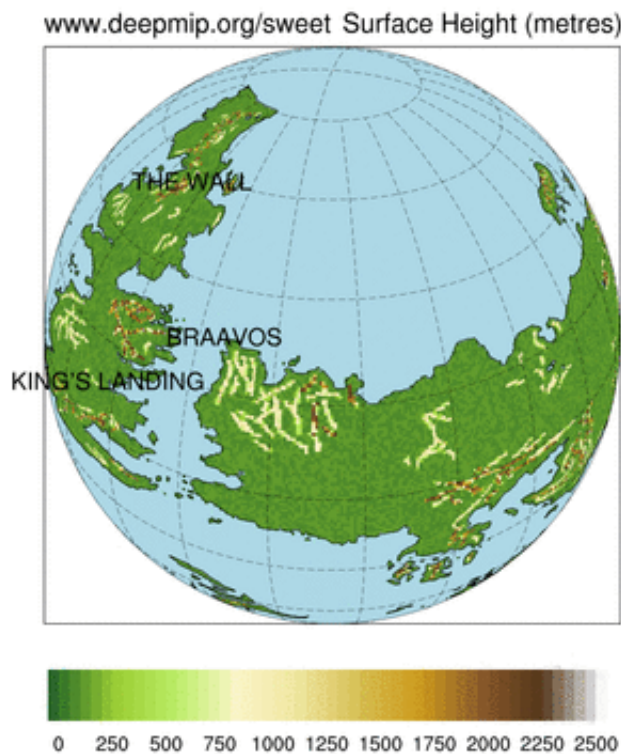 www.deepmip.org/sweet Surface Height (metres)
THE WALL
BRAAVOS
KING'S LANDING
0 250 500 750 1000 1250 1500 1750 2000 2250 2500